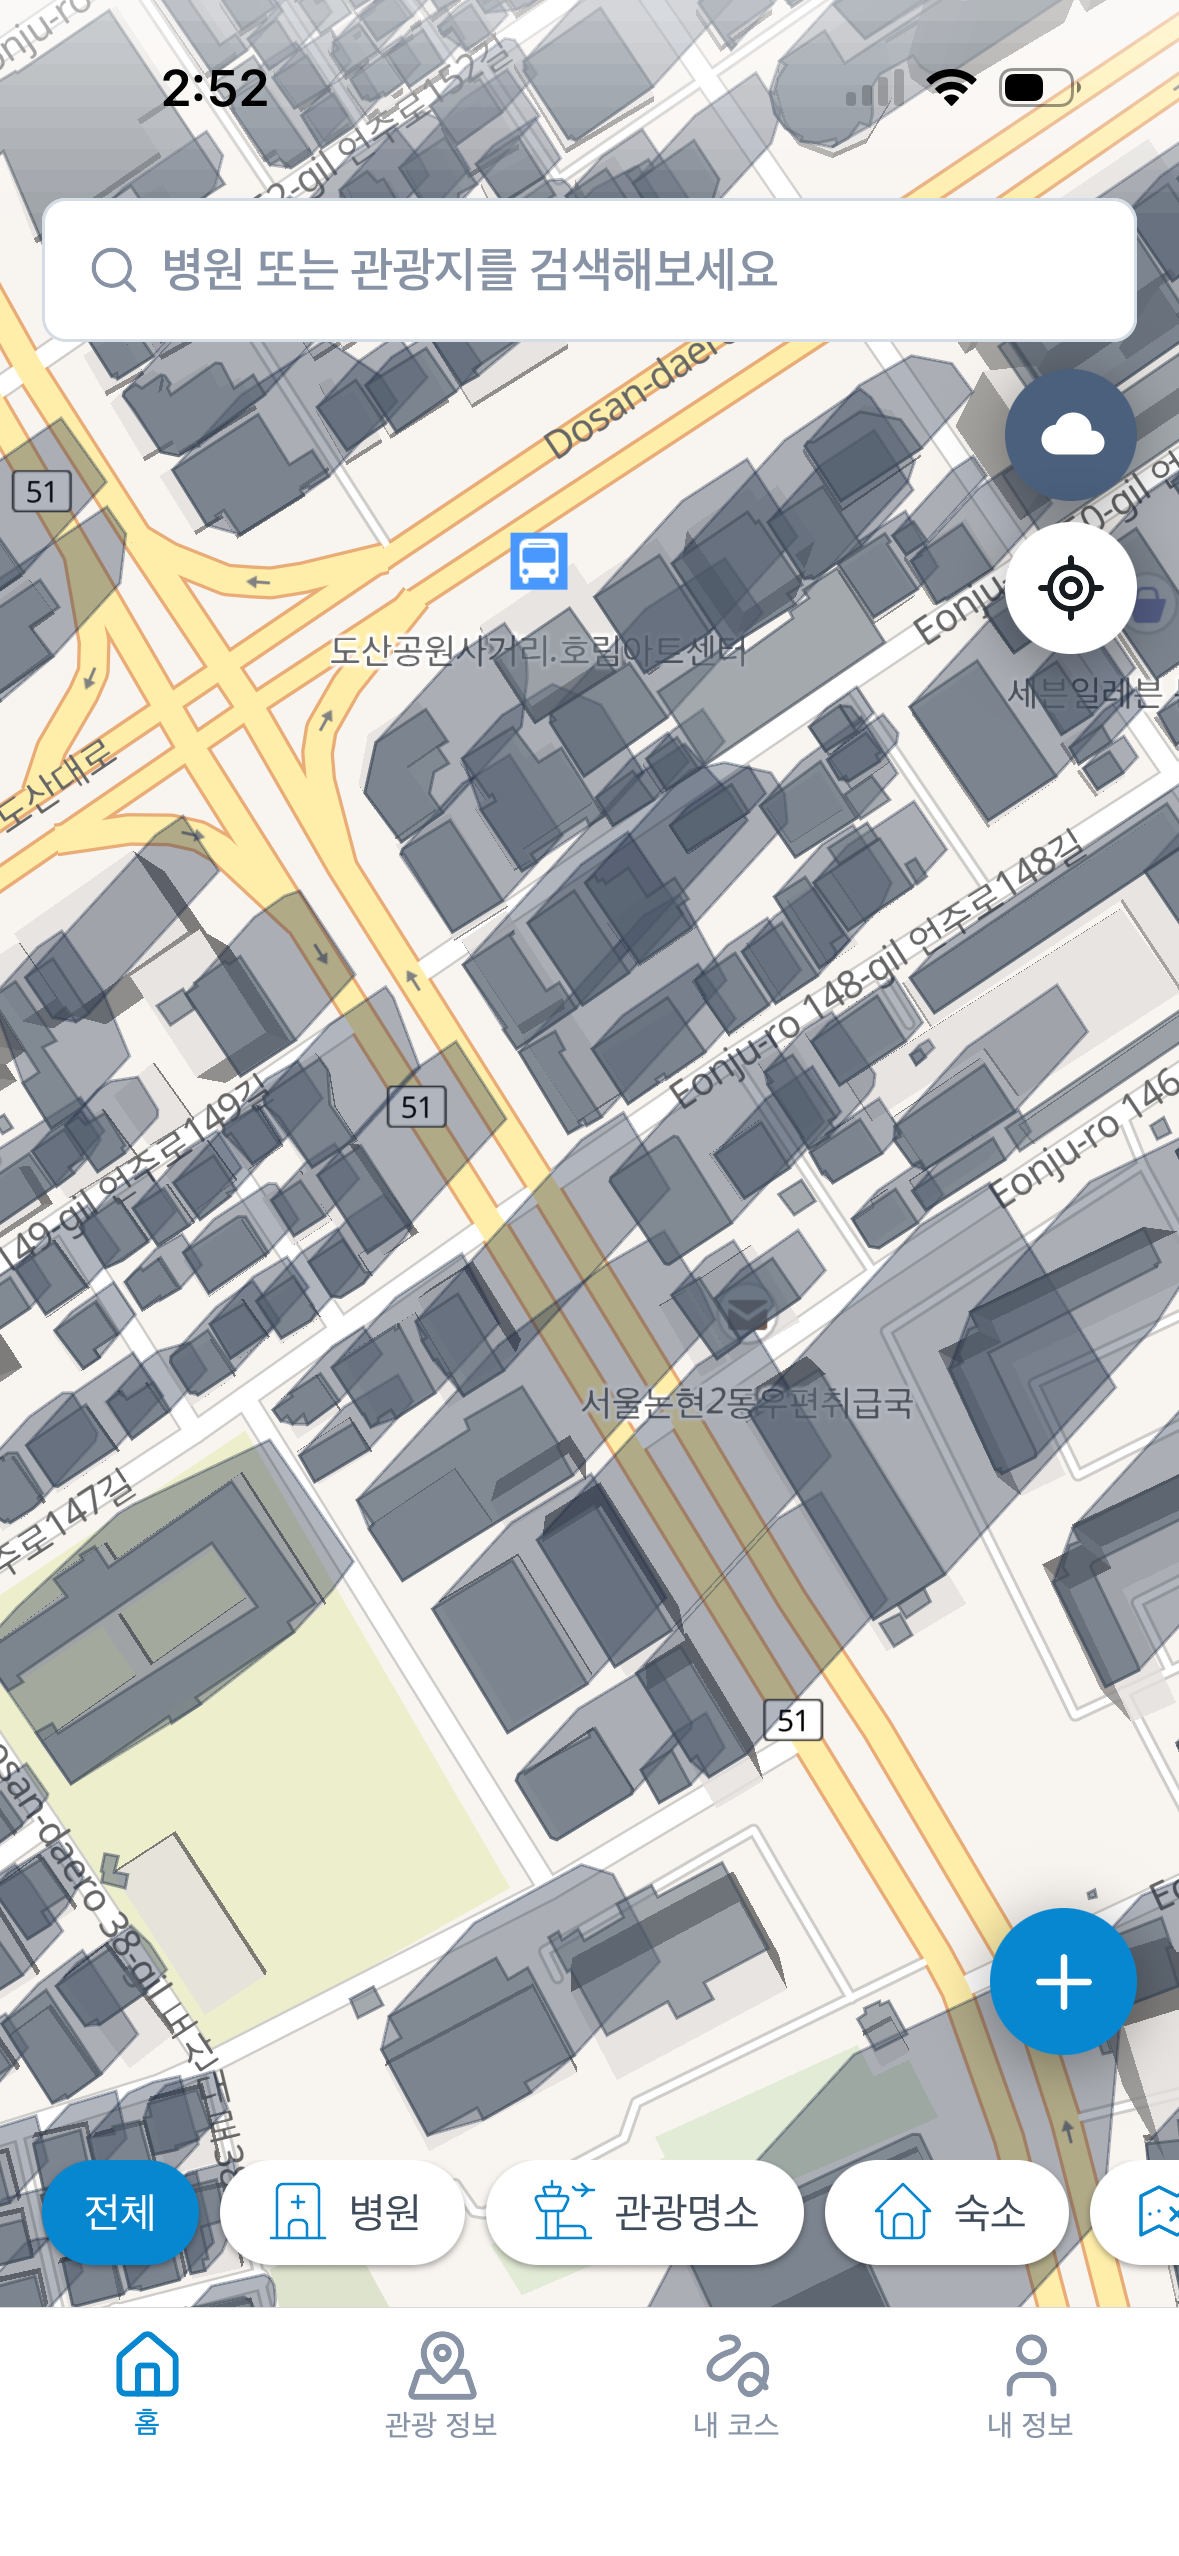 2:52
연주로152길
병원 또는 관광지를 검색해보세요
51
도산공원사거리.호림아트센터
세븐일레븐
도산대로
Eonju-ro 148-gil 언주로148길
51
149-gil 언주로149길
Eonju-ro 146
서울논현2동우편취급국
51
전체
병원
관광명소
숙소
홈
관광 정보
내 코스
내 정보